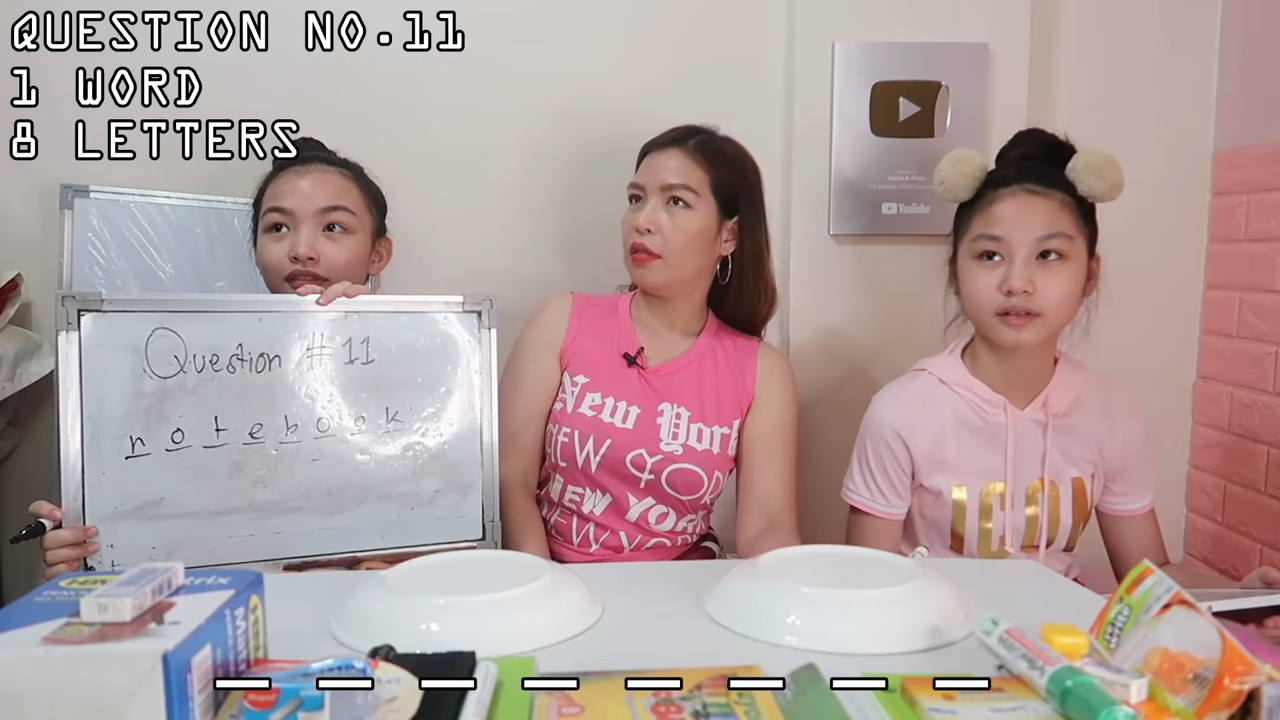 QUESTION NO.11
1 WORD
8 LETTERS
YouTube
Question #11
notebook
New York
NEW YORK
NEW YORK
NEW YORK
ICON